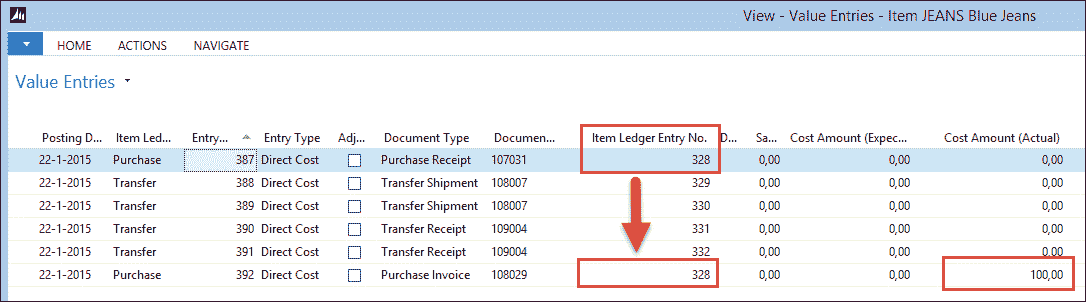 View - Value Entries - Item JEANS Blue Jeans
HOME ACTIONS NAVIGATE
Value Entries
Posting D... Item Led... Entry... Entry Type Adj... Document Type Documen... Item Ledger Entry No. D... Sa... Cost Amount (Expec... Cost Amount (Actual)
22-1-2015 Purchase 387 Direct Cost Purchase Receipt 107031 328 0,00 0,00 0,00
22-1-2015 Transfer 388 Direct Cost Transfer Shipment 108007 329 0,00 0,00 0,00
22-1-2015 Transfer 389 Direct Cost Transfer Shipment 108007 330 0,00 0,00 0,00
22-1-2015 Transfer 390 Direct Cost Transfer Receipt 109004 331 0,00 0,00 0,00
22-1-2015 Transfer 391 Direct Cost Transfer Receipt 109004 332 0,00 0,00 0,00
22-1-2015 Purchase 392 Direct Cost Purchase Invoice 108029 328 0,00 0,00 100,00